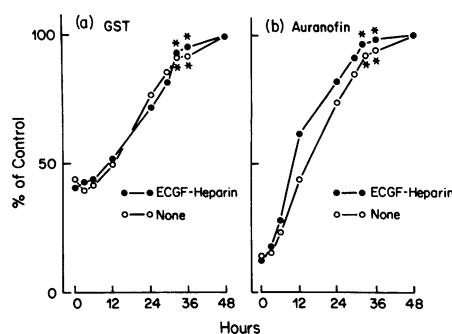 (a) GST
(b) Auranofin
* *
* *
* *
* *
100
50
0
% of Control
ECGF-Heparin
None
ECGF-Heparin
None
0 12 24 36 48
0 12 24 36 48
Hours